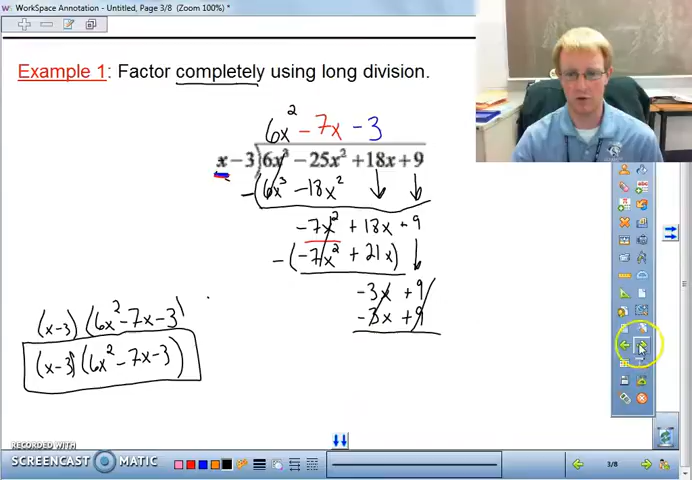 WorkSpace Annotation - Untitled, Page 3/8 (Zoom 100%) *
Example 1: Factor completely using long division.
6x² - 7x - 3
x - 3 6x³ - 25x² + 18x + 9
- (6x³ - 18x²
-7x² + 18x + 9
- (-7x² + 21x)
-3x + 9
-3x + 9
(x-3) (6x² - 7x - 3)
(x-3) (6x² - 7x - 3)
RECORDED WITH
SCREENCAST MATIC
3/8